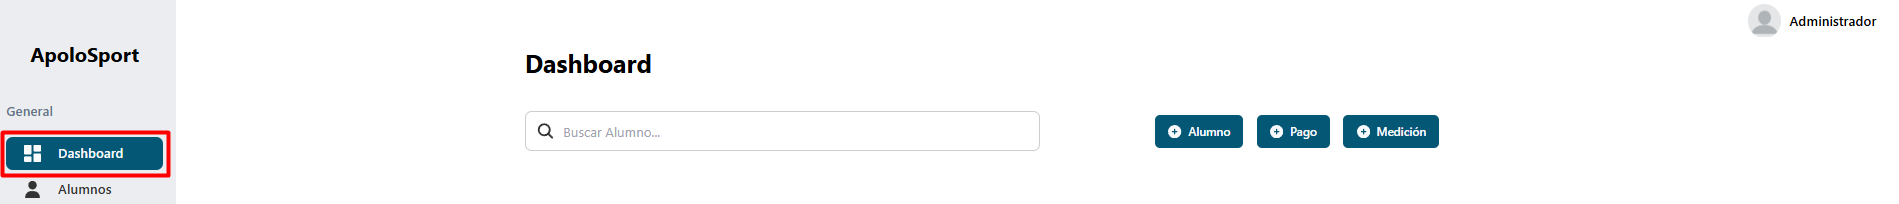 Administrador
ApoloSport
Dashboard
General
Buscar Alumno...
Alumno
Pago
Medición
Dashboard
Alumnos